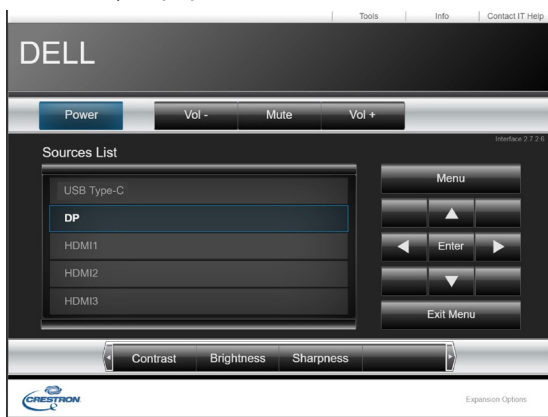 Tools Info Contact IT Help
DELL
Power Vol - Mute Vol +
Interface 2.7.2.6
Sources List
Menu
USB Type-C
DP
HDMI1
Enter
HDMI2
HDMI3
Exit Menu
Contrast Brightness Sharpness
CRESTRON
Expansion Options